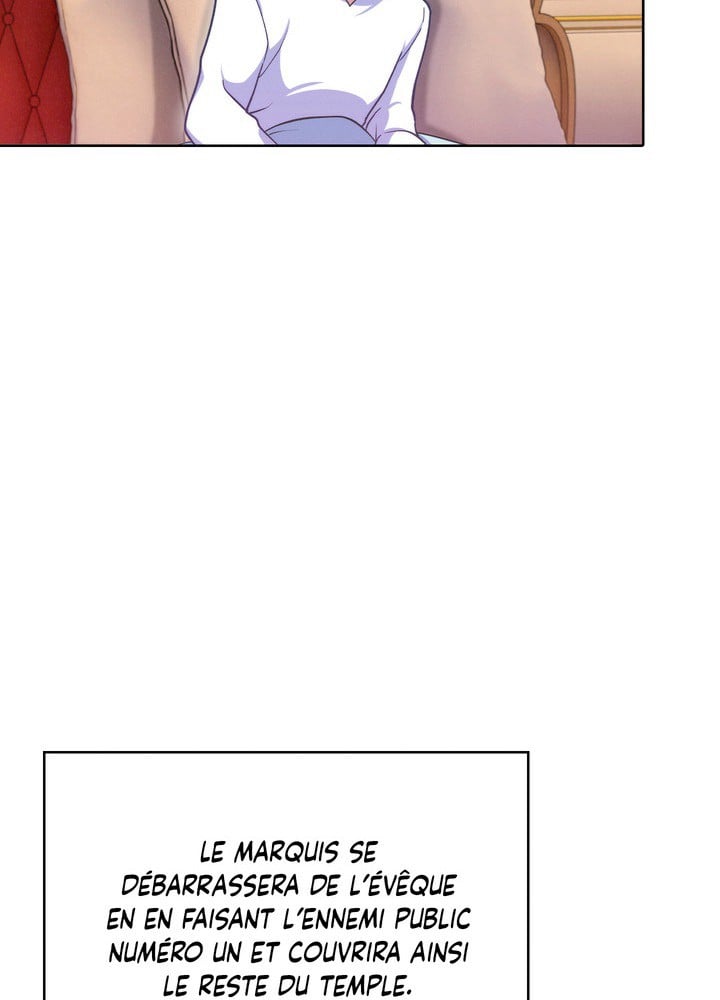 LE MARQUIS SE
DÉBARRASSERA DE L'ÉVÊQUE
EN EN FAISANT L'ENNEMI PUBLIC
NUMÉRO UN ET COUVRIRA AINSI
LE RESTE DU TEMPLE.